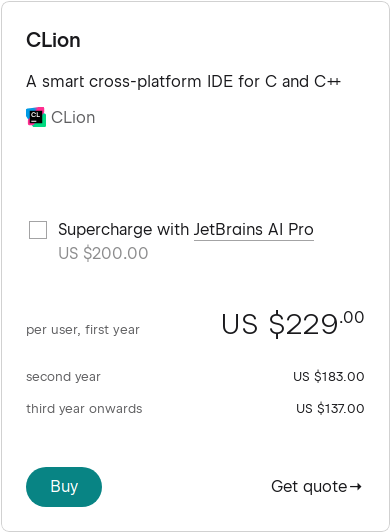 CLion
A smart cross-platform IDE for C and C++
CL
CLion
Supercharge with JetBrains AI Pro
US $200.00
per user, first year US $229.00
second year US $183.00
third year onwards US $137.00
Buy Get quote→